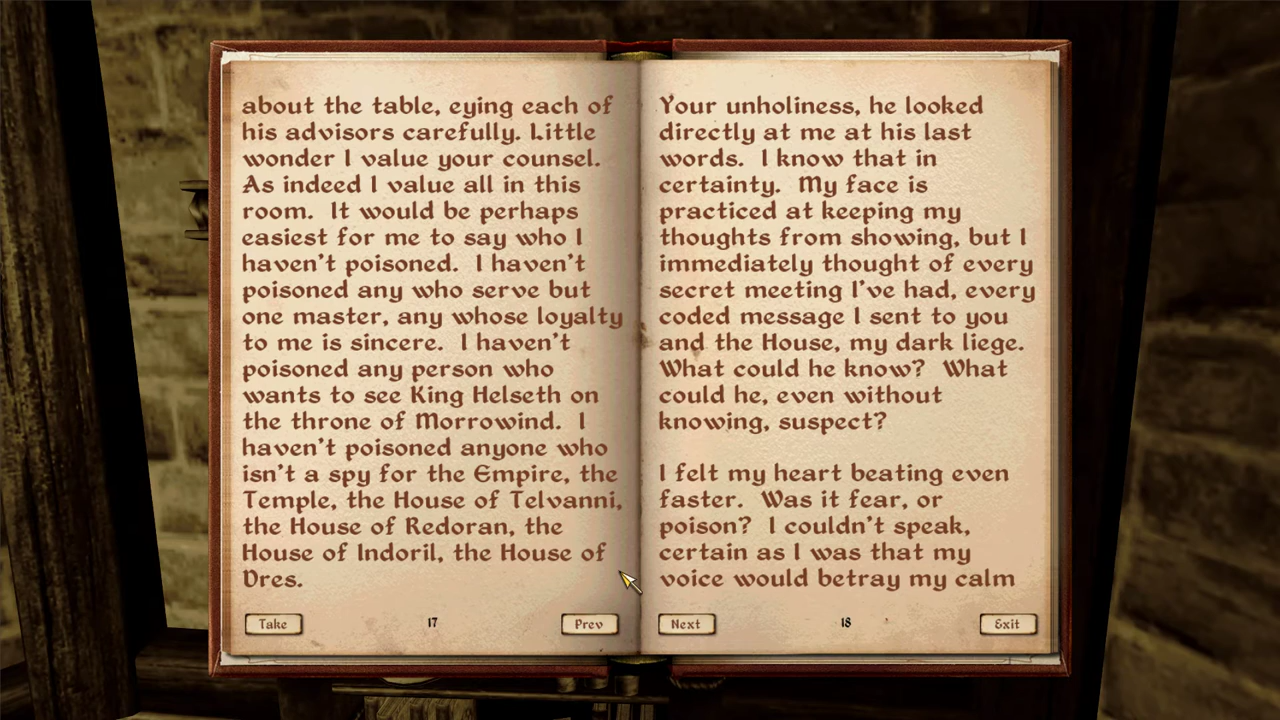 about the table, eying each of
his advisors carefully. Little
wonder I value your counsel.
As indeed I value all in this
room. It would be perhaps
easiest for me to say who I
haven't poisoned. I haven't
poisoned any who serve but
one master, any whose loyalty
to me is sincere. I haven't
poisoned any person who
wants to see King Helseth on
the throne of Morrowind. I
haven't poisoned anyone who
isn't a spy for the Empire, the
Temple, the House of Telvanni,
the House of Redoran, the
House of Indoril, the House of
Dres.
Take
17
Prev
Your unholiness, he looked
directly at me at his last
words. I know that in
certainty. My face is
practiced at keeping my
thoughts from showing, but I
immediately thought of every
secret meeting I've had, every
coded message I sent to you
and the House, my dark liege.
What could he know? What
could he, even without
knowing, suspect?
I felt my heart beating even
faster. Was it fear, or
poison? I couldn't speak,
certain as I was that my
voice would betray my calm
Next
18
Exit